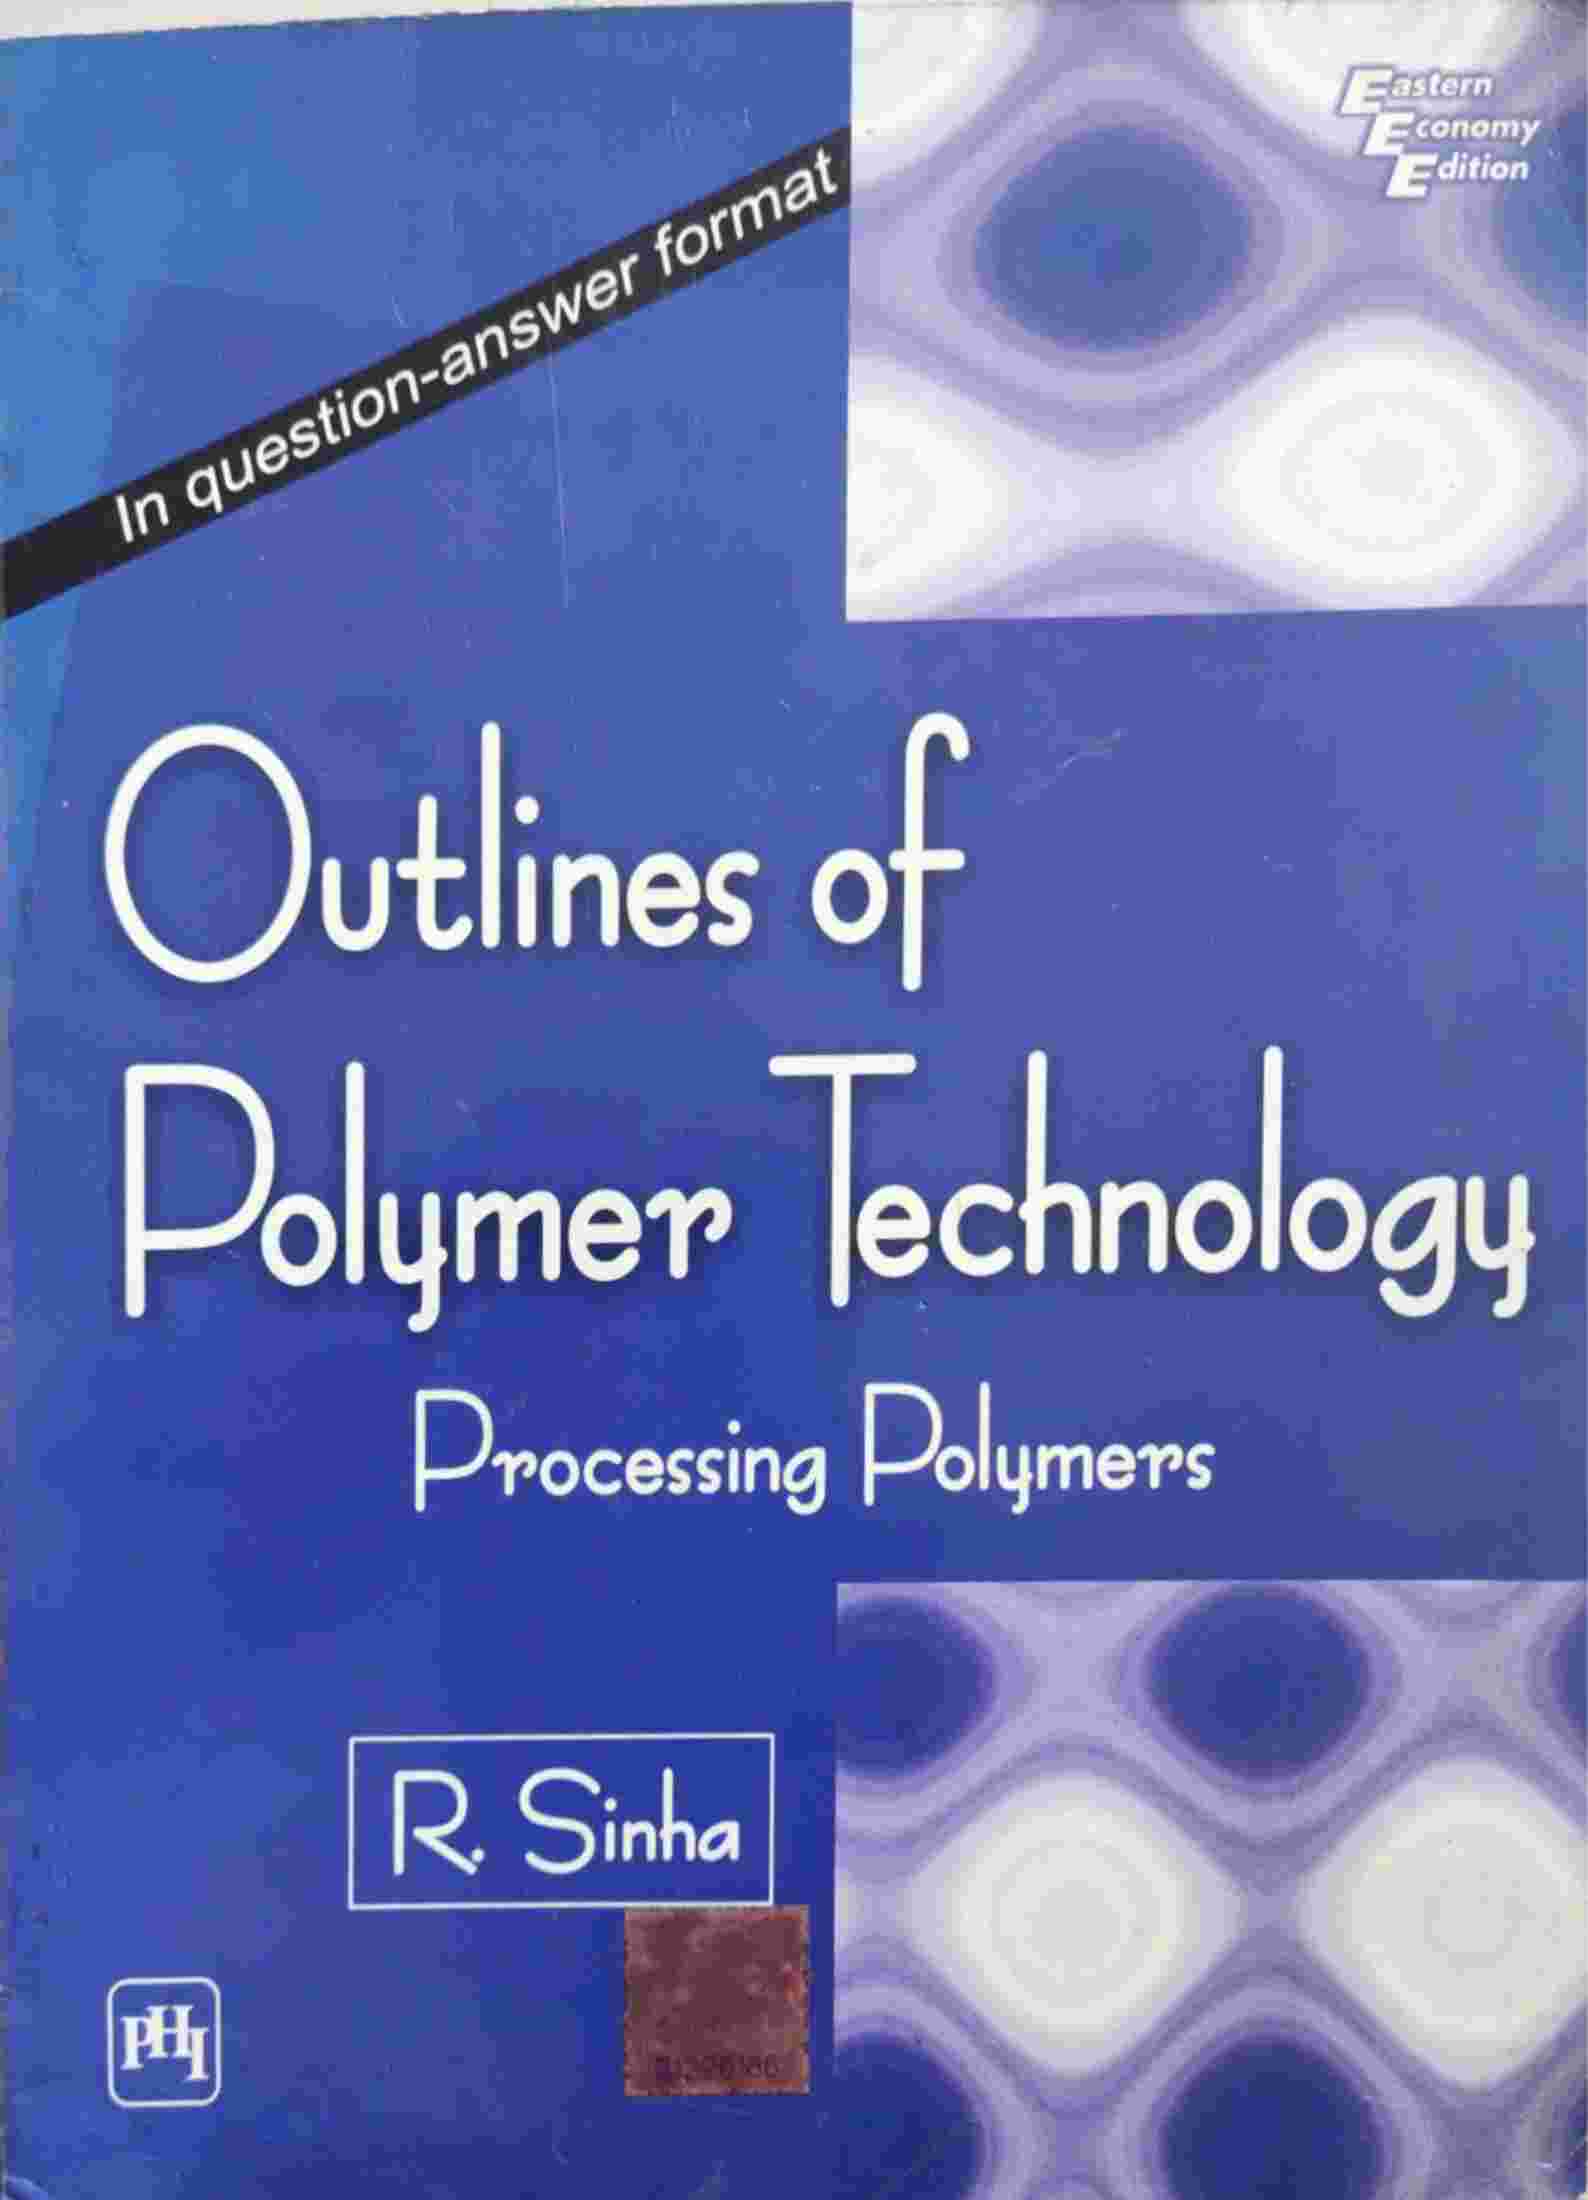 Eastern
Economy
Edition
In question-answer format
Outlines of
Polymer Technology
Processing Polymers
R. Sinha
PHI